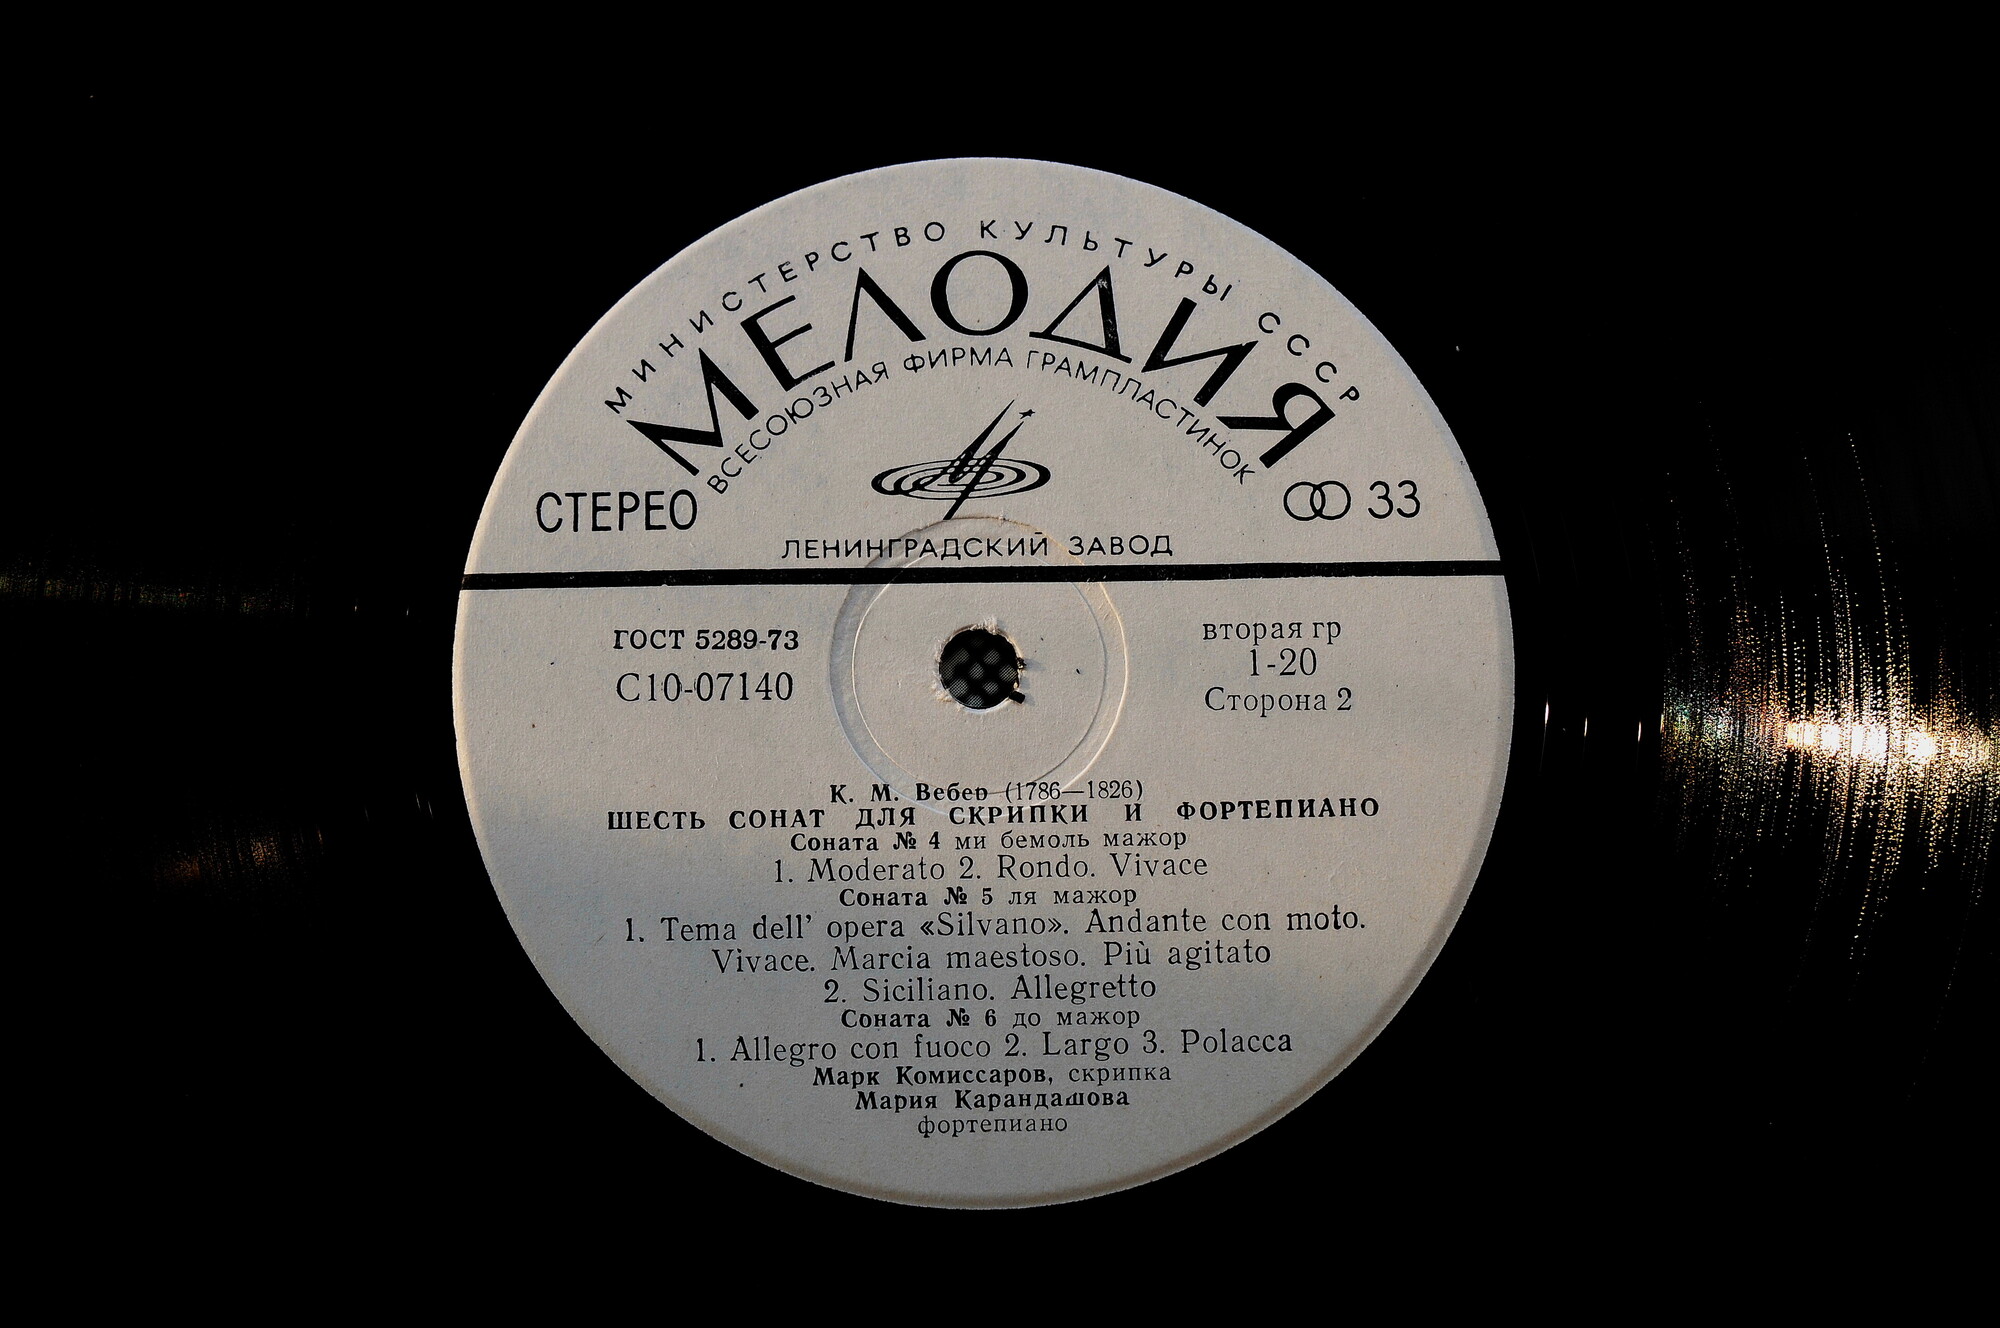 МИНИСТЕРСТВО КУЛЬТУРЫ СССР
МЕЛОДИЯ
ВСЕСОЮЗНАЯ ФИРМА ГРАМПЛАСТИНОК
СТЕРЕО
33
ЛЕНИНГРАДСКИЙ ЗАВОД
ГОСТ 5289-73
С10-07140
вторая гр
1-20
Сторона 2
К. М. Вебер (1786—1826)
ШЕСТЬ СОНАТ ДЛЯ СКРИПКИ И ФОРТЕПИАНО
Соната № 4 ми бемоль мажор
1. Moderato 2. Rondo. Vivace
Соната № 5 ля мажор
1. Tema dell' opera «Silvano». Andante con moto.
Vivace. Marcia maestoso. Più agitato
2. Siciliano. Allegretto
Соната № 6 до мажор
1. Allegro con fuoco 2. Largo 3. Polacca
Марк Комиссаров, скрипка
Мария Карандашова
фортепиано